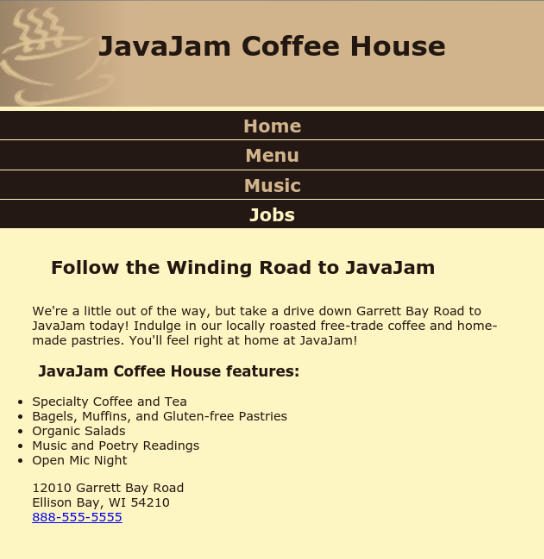 JavaJam Coffee House
Home
Menu
Music
Jobs
Follow the Winding Road to JavaJam
We're a little out of the way, but take a drive down Garrett Bay Road to
JavaJam today! Indulge in our locally roasted free-trade coffee and home-
made pastries. You'll feel right at home at JavaJam!
JavaJam Coffee House features:
Specialty Coffee and Tea
Bagels, Muffins, and Gluten-free Pastries
Organic Salads
Music and Poetry Readings
Open Mic Night
12010 Garrett Bay Road
Ellison Bay, WI 54210
888-555-5555